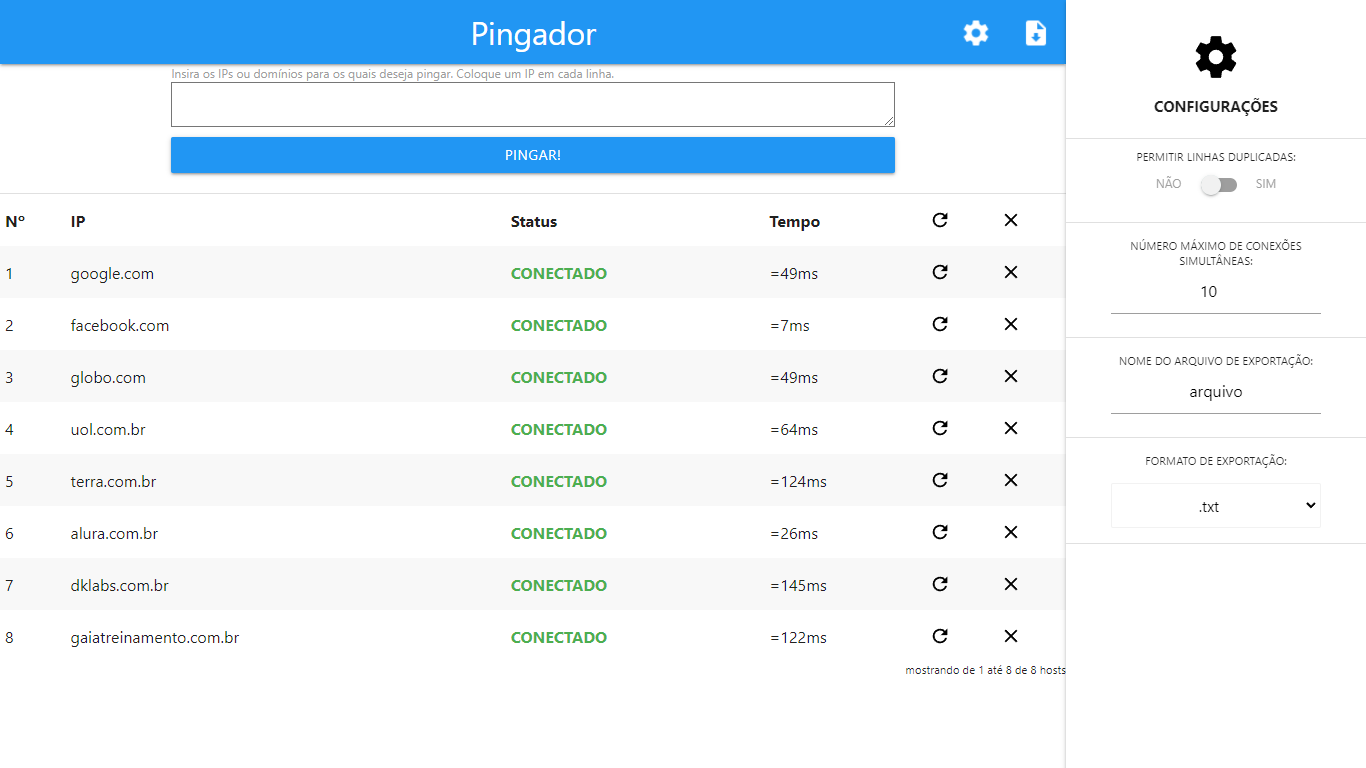 Pingador
Insira os IPs ou domínios para os quais deseja pingar. Coloque um IP em cada linha.
PINGAR!
Nº IP Status Tempo
1 google.com CONECTADO =49ms
2 facebook.com CONECTADO =7ms
3 globo.com CONECTADO =49ms
4 uol.com.br CONECTADO =64ms
5 terra.com.br CONECTADO =124ms
6 alura.com.br CONECTADO =26ms
7 dklabs.com.br CONECTADO =145ms
8 gaiatreinamento.com.br CONECTADO =122ms
mostrando de 1 até 8 de 8 hosts
CONFIGURAÇÕES
PERMITIR LINHAS DUPLICADAS:
NÃO SIM
NÚMERO MÁXIMO DE CONEXÕES
SIMULTÂNEAS:
10
NOME DO ARQUIVO DE EXPORTAÇÃO:
arquivo
FORMATO DE EXPORTAÇÃO:
.txt